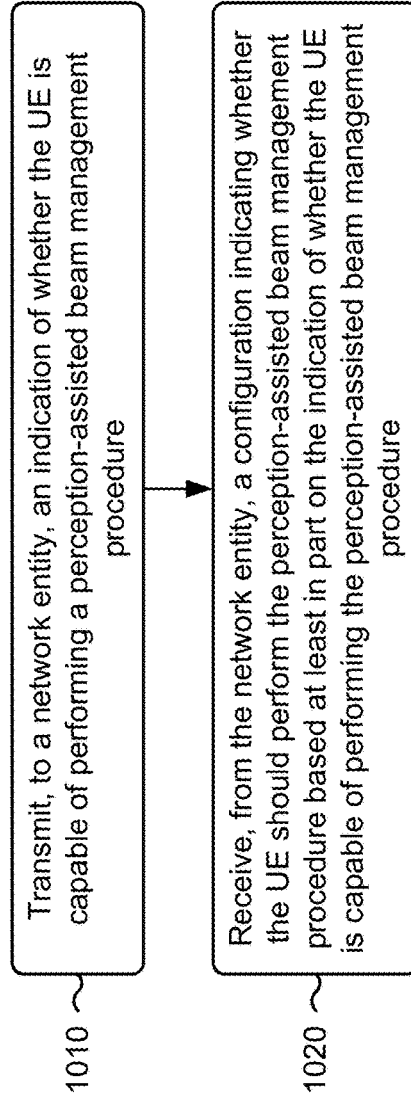 Transmit, to a network entity, an indication of whether the UE is
capable of performing a perception-assisted beam management
procedure
1010
Receive, from the network entity, a configuration indicating whether
the UE should perform the perception-assisted beam management
procedure based at least in part on the indication of whether the UE
is capable of performing the perception-assisted beam management
procedure
1020